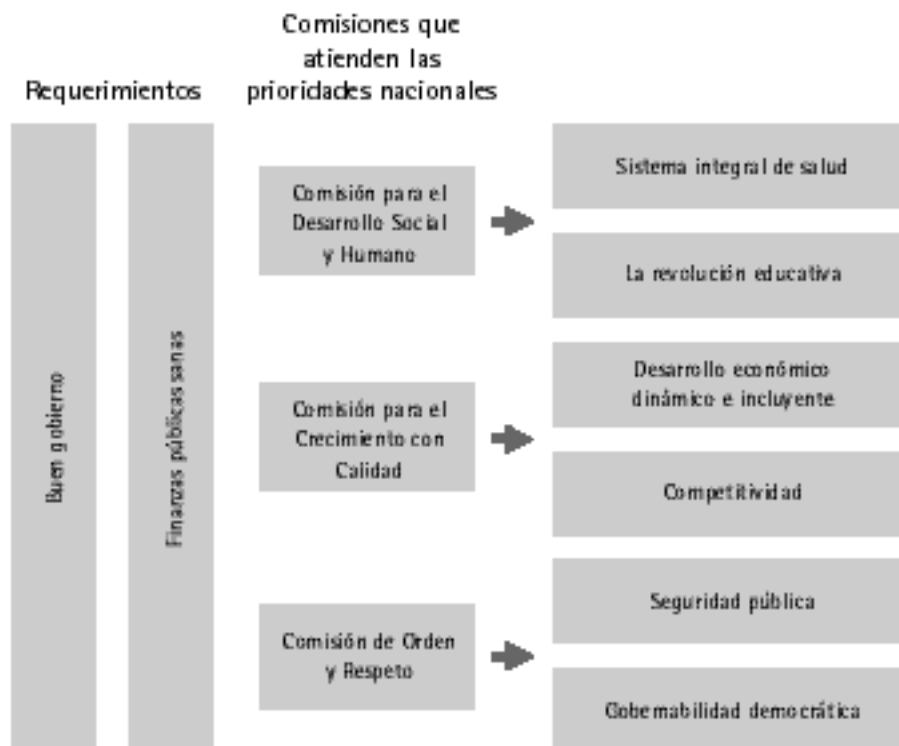 Comisiones que
atienden las
prioridades nacionales
Requerimientos
Buen gobierno
Finanzas públicas sanas
Comisión para el
Desarrollo Social
y Humano
Sistema integral de salud
La revolución educativa
Comisión para el
Crecimiento con
Calidad
Desarrollo económico
dinámico e incluyente
Competitividad
Comisión de Orden
y Respeto
Seguridad pública
Gobernabilidad democrática